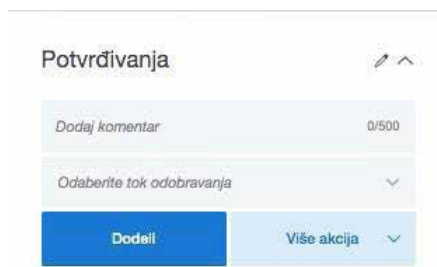 Potvrđivanja
Dodaj komentar 0/500
Odaberite tok odobravanja
Dodeli
Više akcija